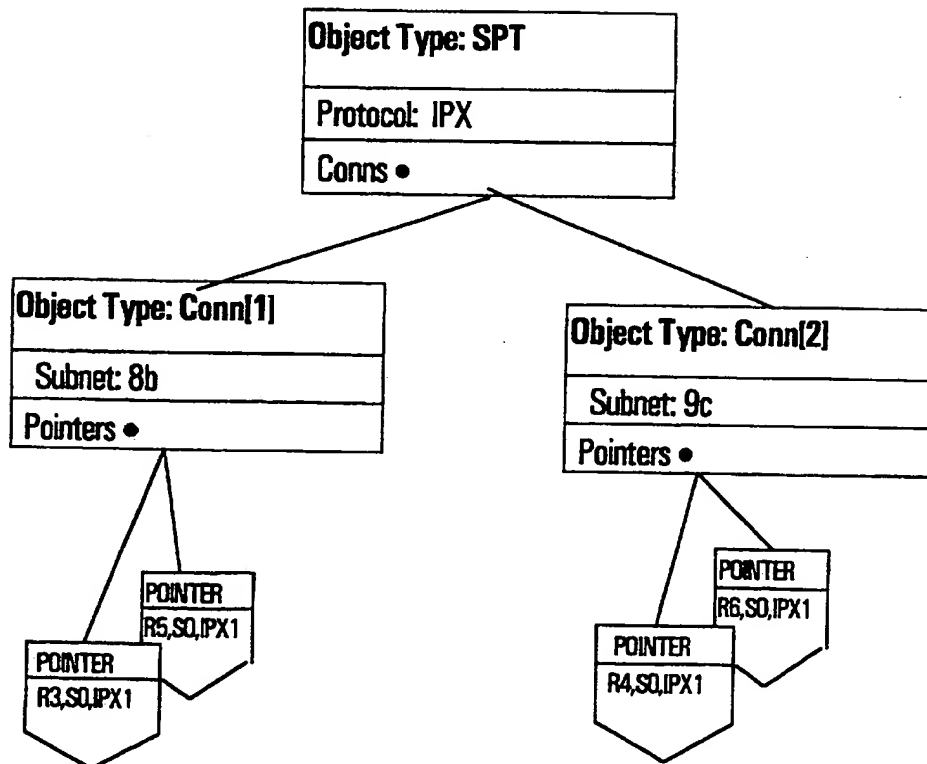 Object Type: SPT
Protocol: IPX
Conns •
Object Type: Conn[1]
Subnet: 8b
Pointers •
Object Type: Conn[2]
Subnet: 9c
Pointers •
POINTER
R5,S0,IPX1
POINTER
R3,S0,IPX1
POINTER
R6,S0,IPX1
POINTER
R4,S0,IPX1